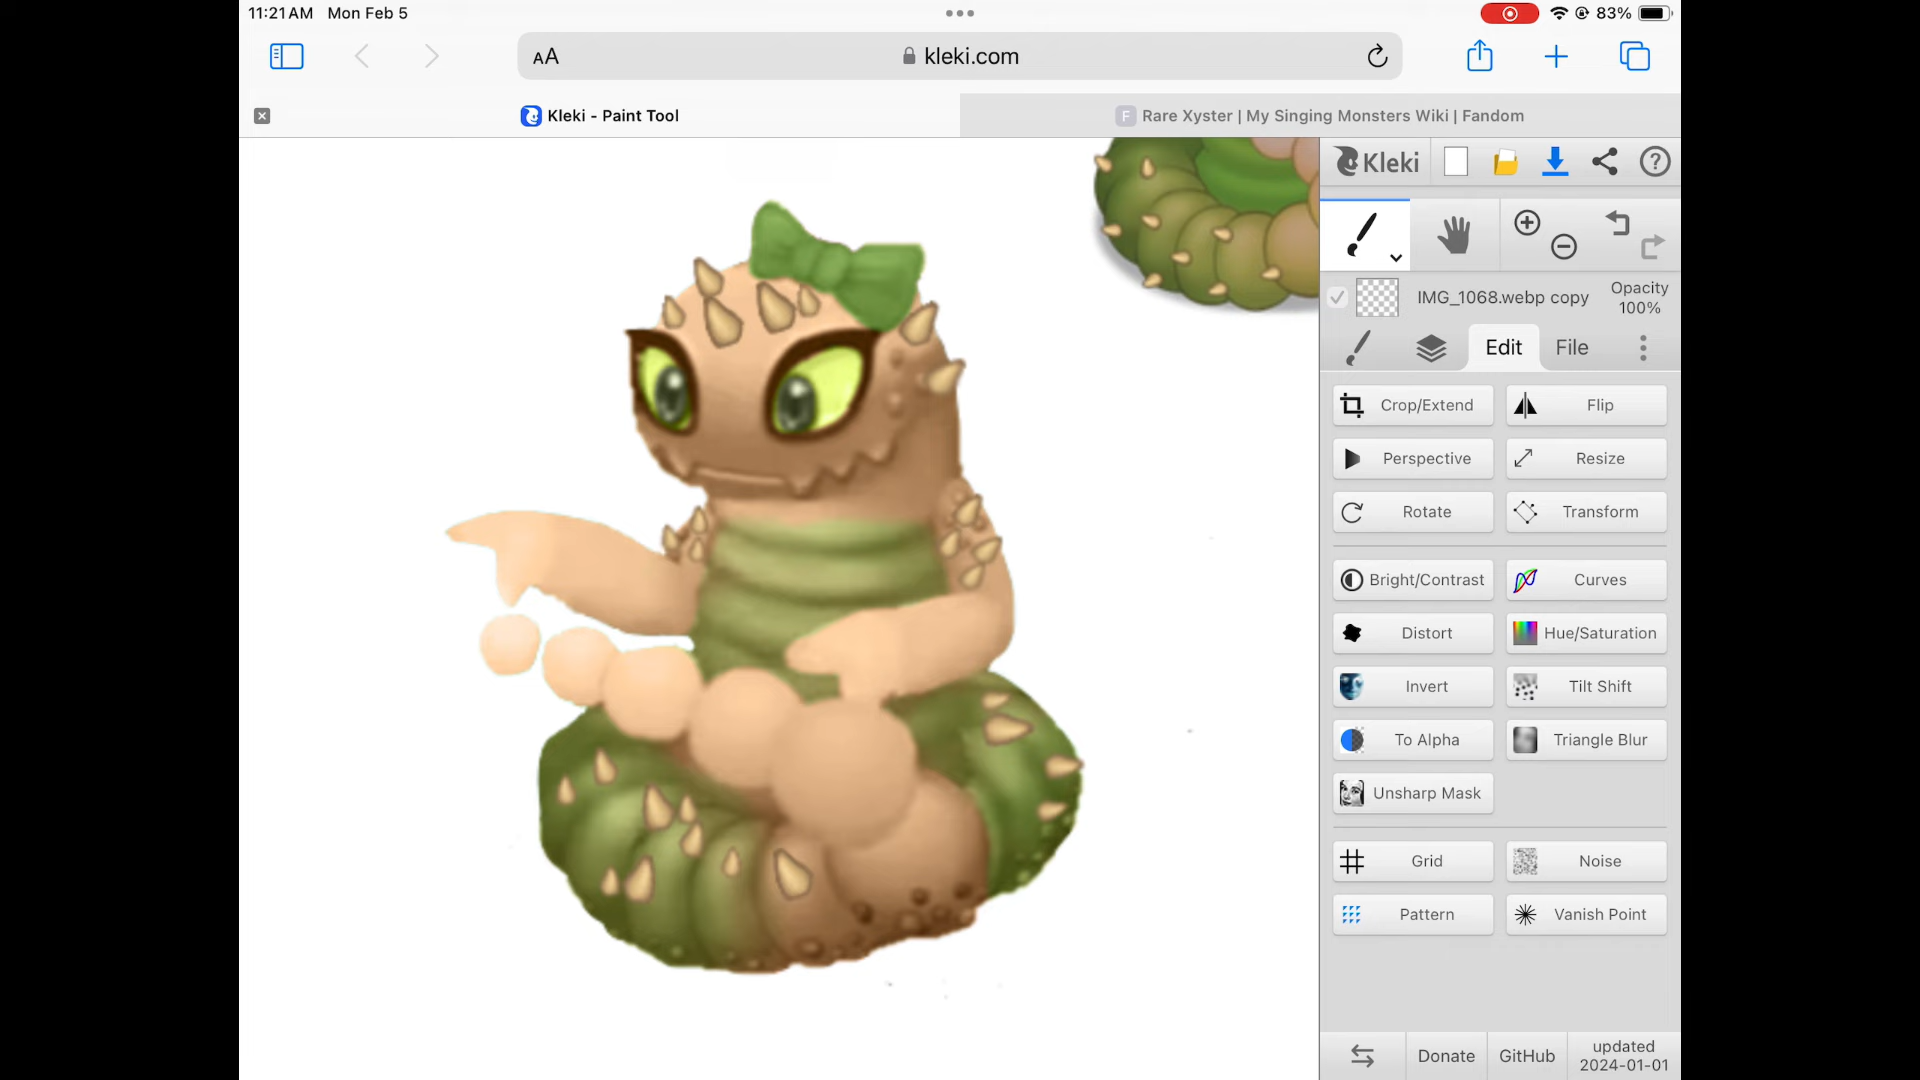 11:21AM Mon Feb 5
83%
AA
kleki.com
Kleki - Paint Tool
F Rare Xyster | My Singing Monsters Wiki | Fandom
Kleki
?
IMG_1068.webp copy
Opacity
100%
Edit
File
Crop/Extend
Flip
Perspective
Resize
Rotate
Transform
Bright/Contrast
Curves
Distort
Hue/Saturation
Invert
Tilt Shift
To Alpha
Triangle Blur
Unsharp Mask
Grid
Noise
Pattern
Vanish Point
Donate
GitHub
updated
2024-01-01